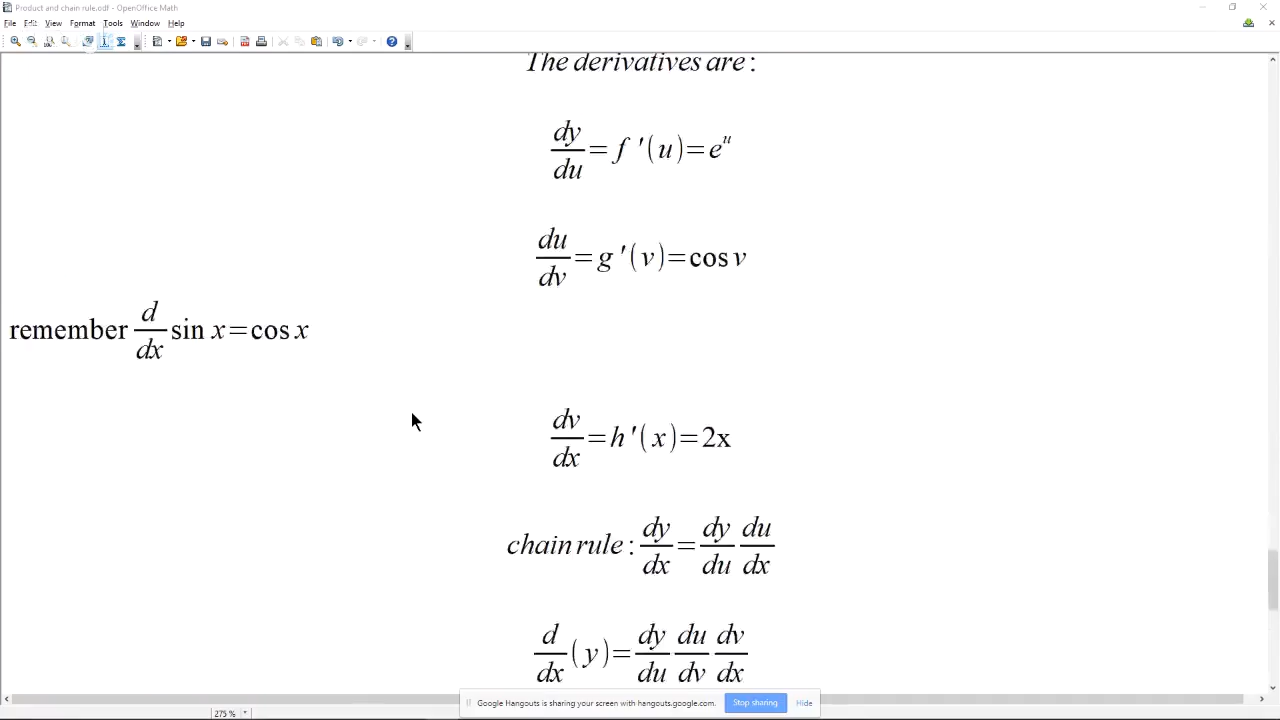 Product and chain rule.odf - OpenOffice Math
File Edit View Format Tools Window Help
The derivatives are:
dy/du = f '(u) = e^u
du/dv = g '(v) = cos v
remember d/dx sin x = cos x
dv/dx = h '(x) = 2x
chain rule : dy/dx = dy/du du/dx
d/dx (y) = dy/du du/dv dv/dx
Google Hangouts is sharing your screen with hangouts.google.com. Stop sharing Hide
275 %